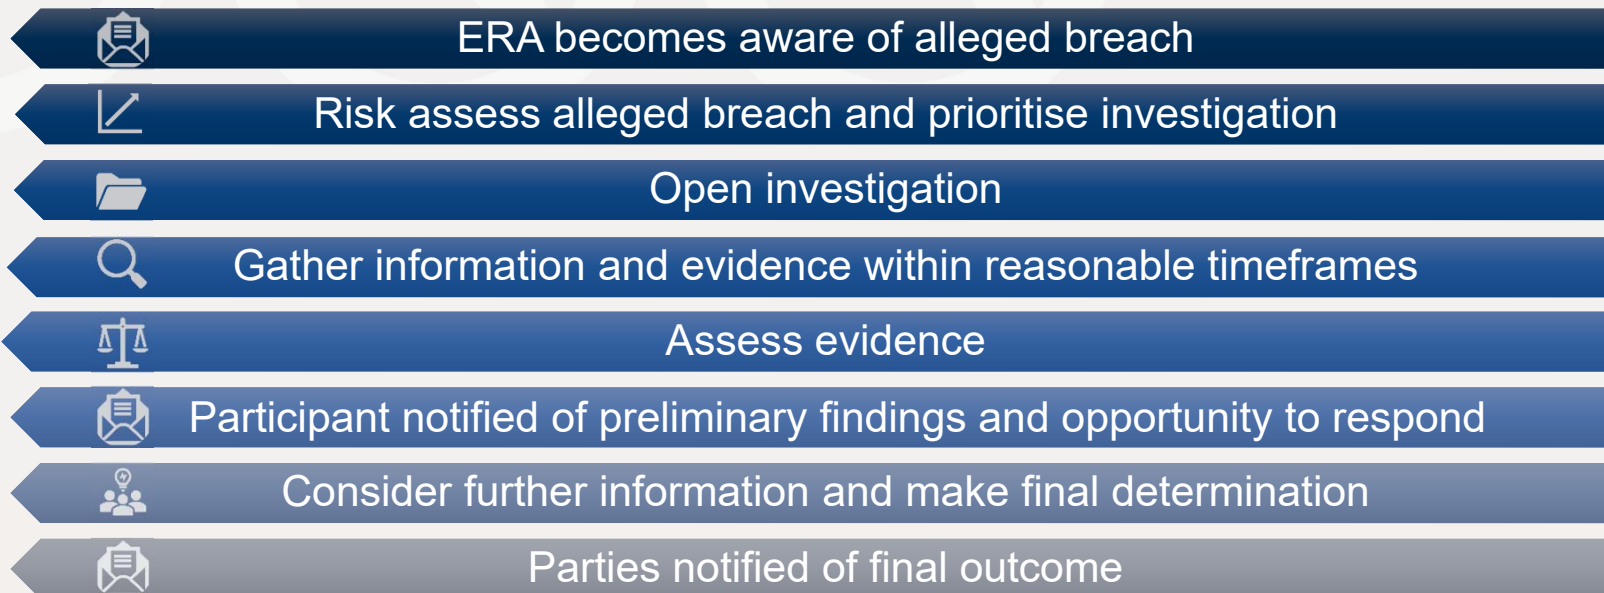 ERA becomes aware of alleged breach
Risk assess alleged breach and prioritise investigation
Open investigation
Gather information and evidence within reasonable timeframes
Assess evidence
Participant notified of preliminary findings and opportunity to respond
Consider further information and make final determination
Parties notified of final outcome